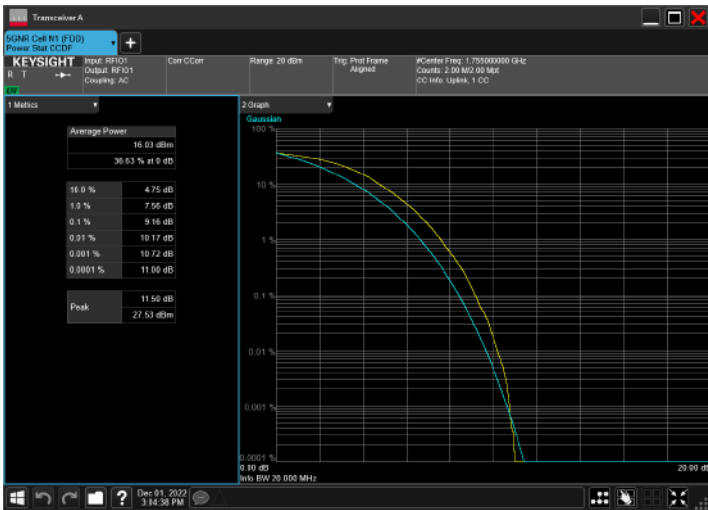 Transceiver A
5GNR Cell N1 (FDD)
Power Stat CCDF
KEYSIGHT
R T
Input: RFIO1
Output: RFIO1
Coupling: AC
Corr CCorr
Range: 20 dBm
Trig: Prot Frame
Aligned
#Center Freq: 1.755000000 GHz
Counts: 2.00 M/2.00 Mpt
CC Info: Uplink, 1 CC
1 Metrics
Average Power
16.03 dBm
36.63 % at 0 dB
10.0 % 4.75 dB
1.0 % 7.56 dB
0.1 % 9.16 dB
0.01 % 10.17 dB
0.001 % 10.72 dB
0.0001 % 11.00 dB
Peak
11.50 dB
27.53 dBm
2 Graph
Gaussian
100 %
10 %
1 %
0.1 %
0.01 %
0.001 %
0.0001 %
0.00 dB
20.00 dB
Info BW 20.000 MHz
Dec 01, 2022
3:14:38 PM